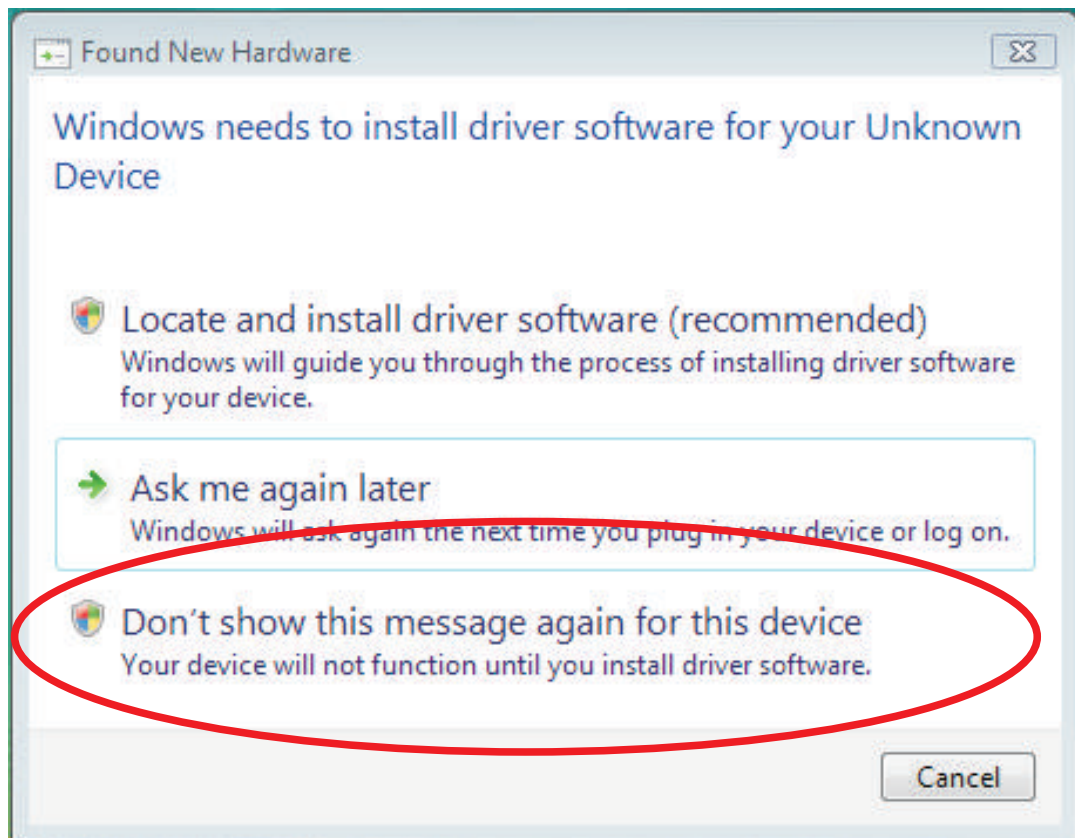 Found New Hardware
Windows needs to install driver software for your Unknown
Device
Locate and install driver software (recommended)
Windows will guide you through the process of installing driver software
for your device.
Ask me again later
Windows will ask again the next time you plug in your device or log on.
Don't show this message again for this device
Your device will not function until you install driver software.
Cancel